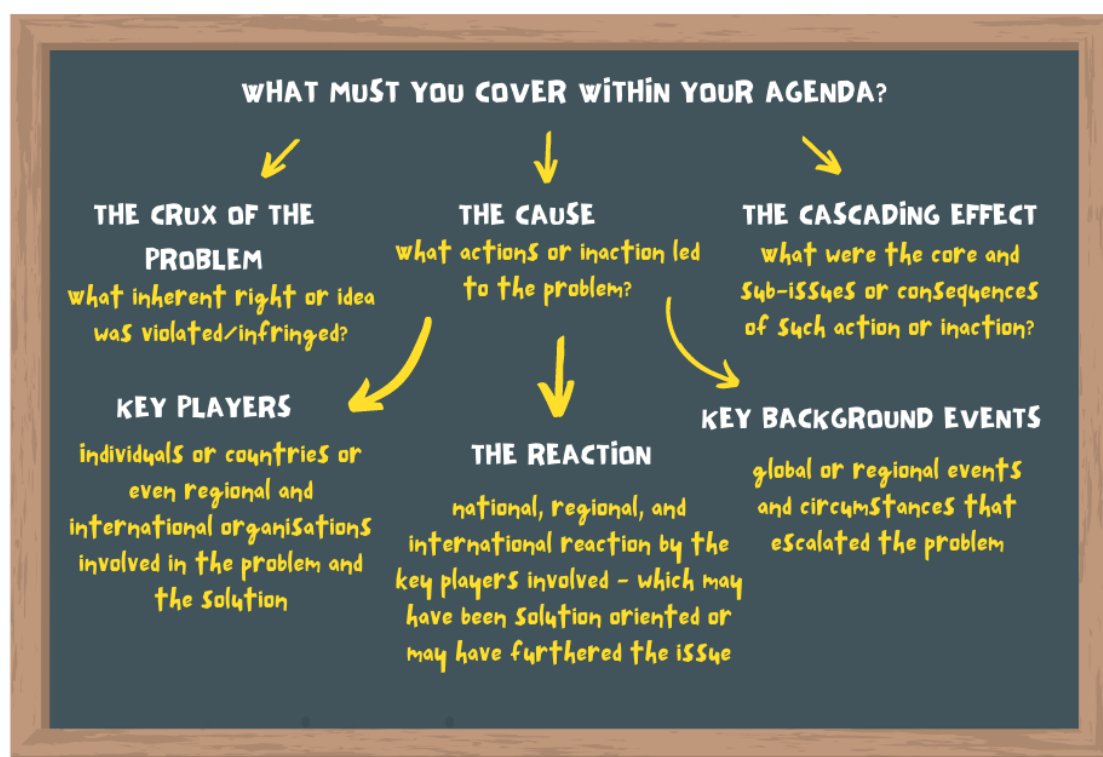 WHAT MUST YOU COVER WITHIN YOUR AGENDA?
THE CRUX OF THE
PROBLEM
what inherent right or idea
was violated/infringed?
THE CAUSE
what actions or inaction led
to the problem?
THE CASCADING EFFECT
what were the core and
sub-issues or consequences
of such action or inaction?
KEY PLAYERS
individuals or countries or
even regional and
international organisations
involved in the problem and
the solution
THE REACTION
national, regional, and
international reaction by the
key players involved - which may
have been solution oriented or
may have furthered the issue
KEY BACKGROUND EVENTS
global or regional events
and circumstances that
escalated the problem